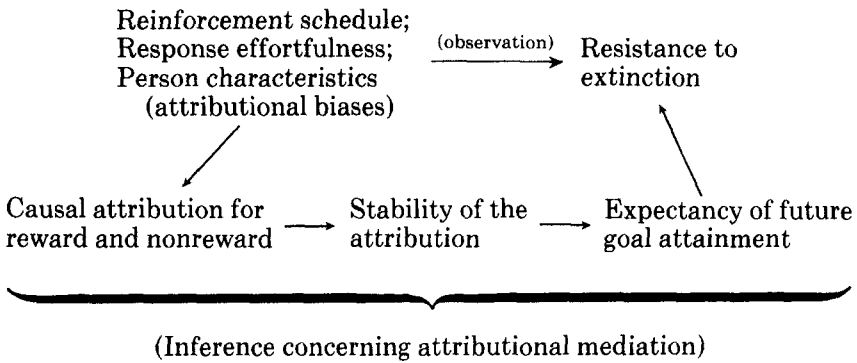 Reinforcement schedule;
Response effortfulness;
Person characteristics
(attributional biases)
(observation)
Resistance to
extinction
Causal attribution for
reward and nonreward
Stability of the
attribution
Expectancy of future
goal attainment
(Inference concerning attributional mediation)